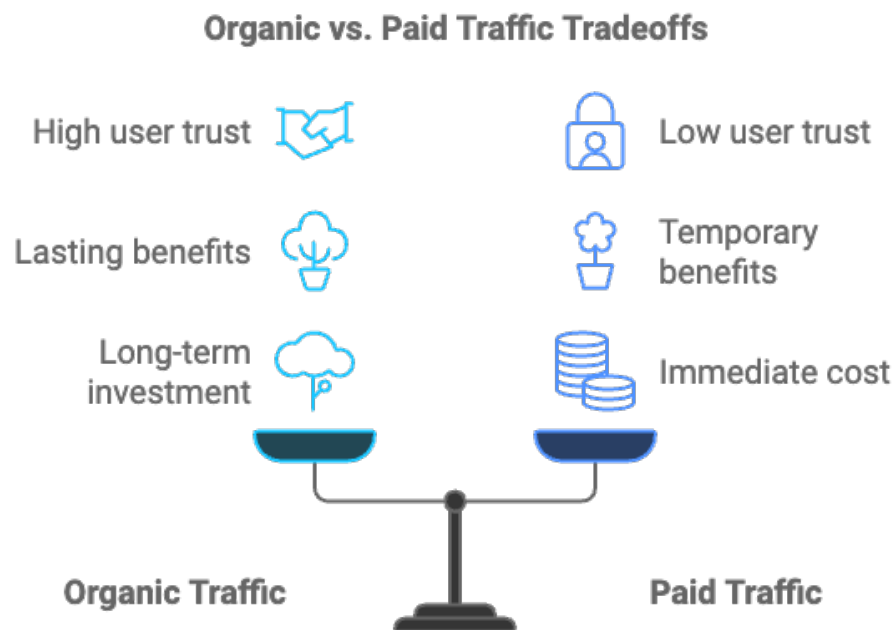 Organic vs. Paid Traffic Tradeoffs
High user trust
Low user trust
Lasting benefits
Temporary
benefits
Long-term
investment
Immediate cost
Organic Traffic
Paid Traffic